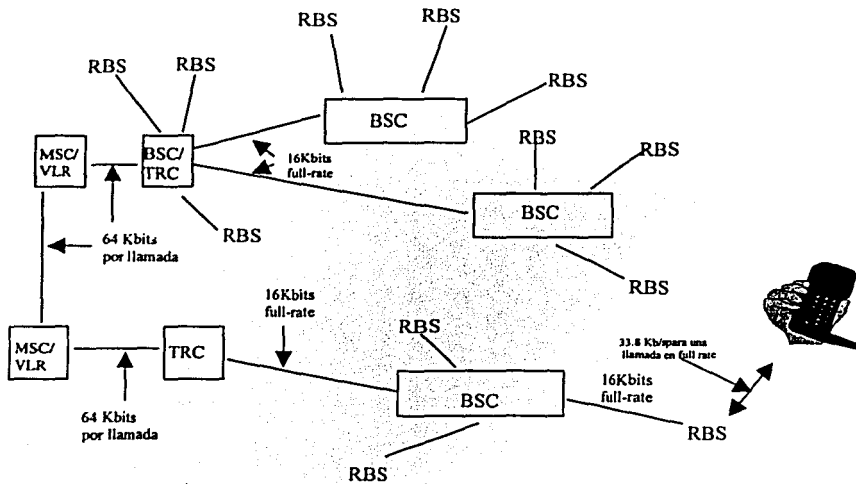 RBS
RBS
RBS
RBS
RBS
BSC
MSC/
VLR
BSC/
TRC
16Kbits
full-rate
RBS
RBS
BSC
64 Kbits
por llamada
RBS
RBS
16Kbits
full-rate
RBS
33.8 Kb/spara una
llamada en full rate
MSC/
VLR
TRC
BSC
16Kbits
full-rate
RBS
64 Kbits
por llamada
RBS